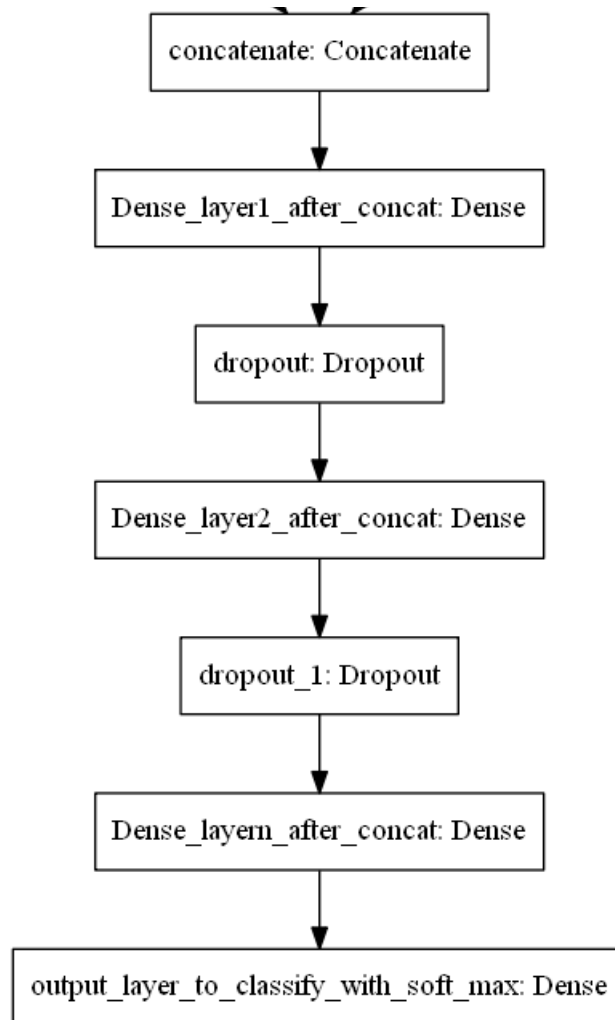 concatenate: Concatenate
Dense_layer1_after_concat: Dense
dropout: Dropout
Dense_layer2_after_concat: Dense
dropout_1: Dropout
Dense_layern_after_concat: Dense
output_layer_to_classify_with_soft_max: Dense